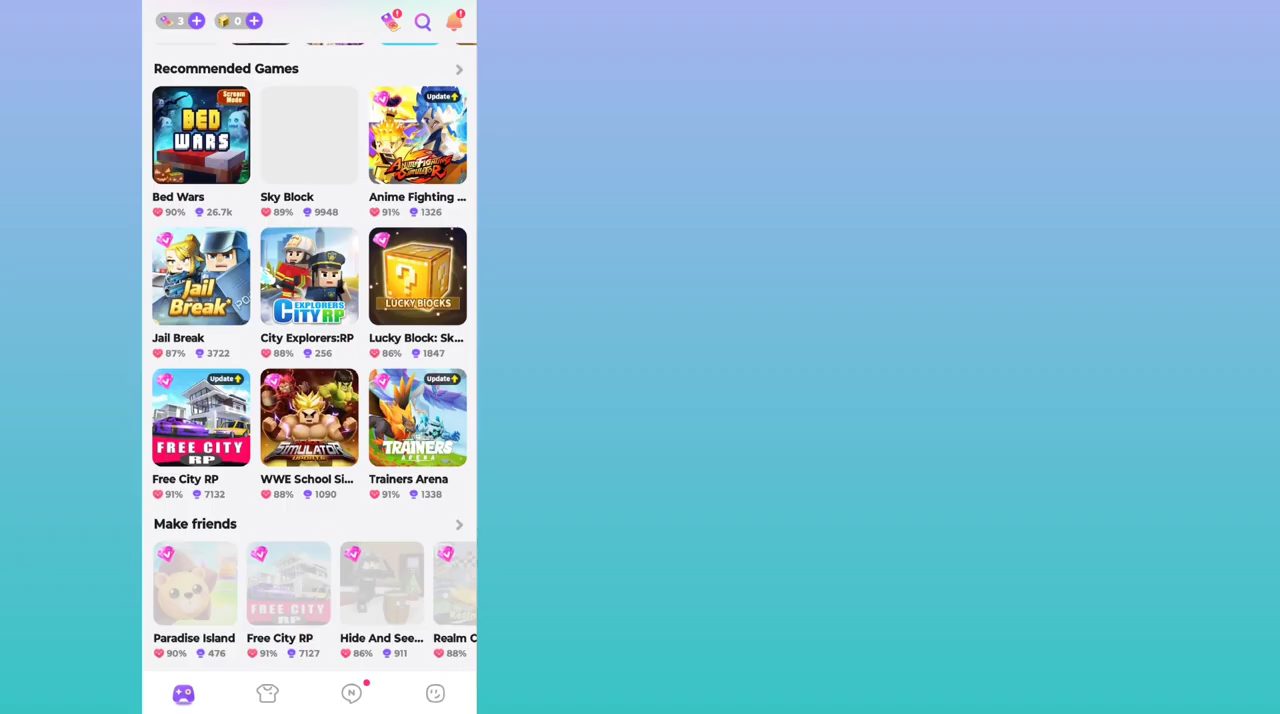 3 0
Recommended Games
Scream Mode
BED WARS
Update
ANIME FIGHTING SIMULATOR
Bed Wars Sky Block Anime Fighting ...
90% 26.7k 89% 9948 91% 1326
Jail Break
EXPLORERS CITY RP
LUCKY BLOCKS
Jail Break City Explorers:RP Lucky Block: Sk...
87% 3722 88% 256 86% 1847
Update
FREE CITY RP
SIMULATOR
Update
TRAINERS ARENA
Free City RP WWE School Si... Trainers Arena
91% 7132 88% 1090 91% 1338
Make friends
FREE CITY RP
Paradise Island Free City RP Hide And See... Realm C
90% 476 91% 7127 86% 911 88%
N